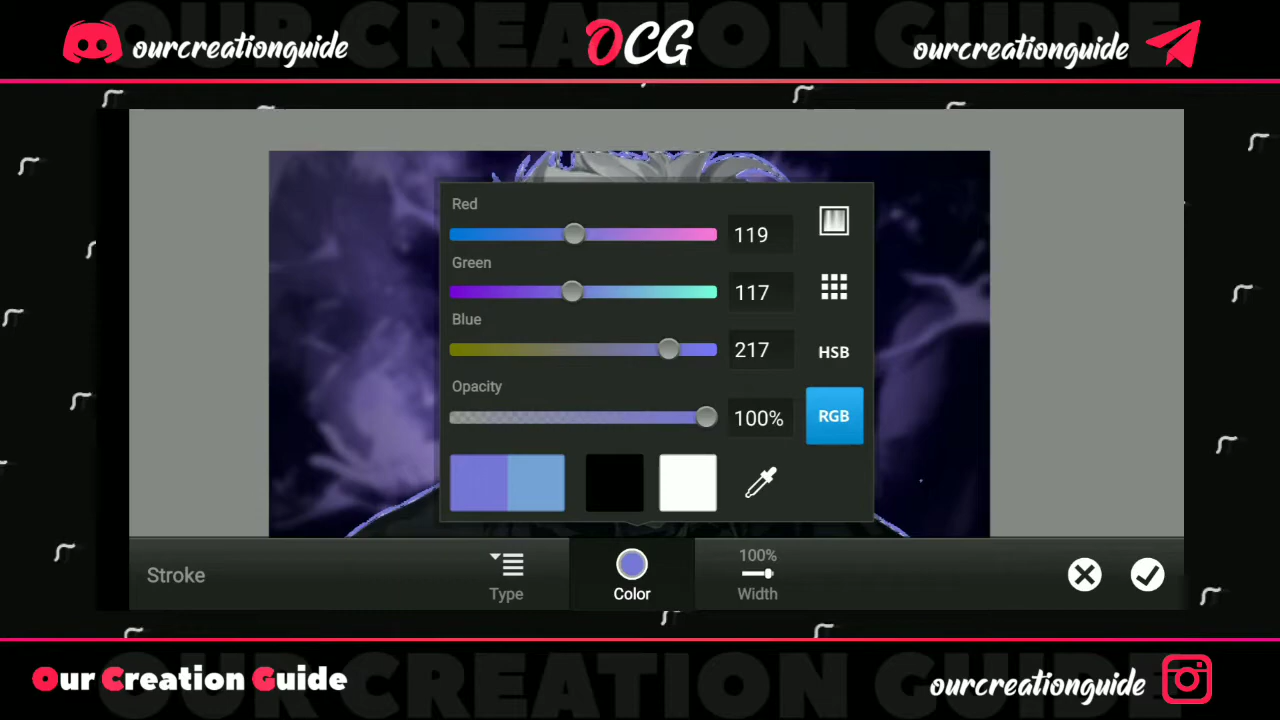 OUR CREATION GUIDE
ourcreationguide
OCG
ourcreationguide
Red
119
Green
117
Blue
217
HSB
Opacity
100%
RGB
Stroke
Type
Color
100%
Width
OUR CREATION GUIDE
Our Creation Guide
ourcreationguide